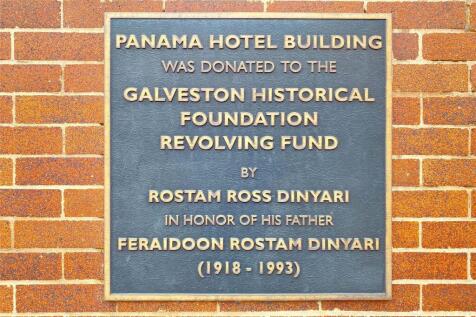 PANAMA HOTEL BUILDING
WAS DONATED TO THE
GALVESTON HISTORICAL
FOUNDATION
REVOLVING FUND
BY
ROSTAM ROSS DINYARI
IN HONOR OF HIS FATHER
FERAIDOON ROSTAM DINYARI
(1918 - 1993)